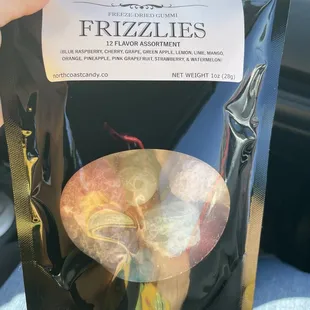 FREEZE-DRIED GUMMI
FRIZZLIES
12 FLAVOR ASSORTMENT
(BLUE RASPBERRY, CHERRY, GRAPE, GREEN APPLE, LEMON, LIME, MANGO,
ORANGE, PINEAPPLE, PINK GRAPEFRUIT, STRAWBERRY, & WATERMELON)
northcoastcandy.co NET WEIGHT 1oz (28g)